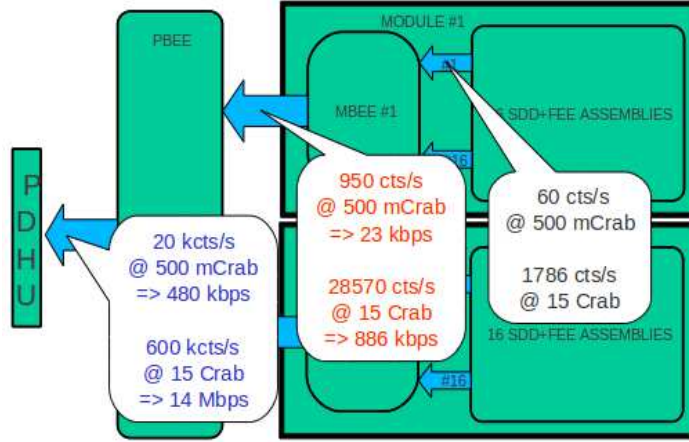 PBEE
MODULE #1
MBEE #1
#1
SDD+FEE ASSEMBLIES
#16
PDHU
950 cts/s
@ 500 mCrab
=> 23 kbps
28570 cts/s
@ 15 Crab
=> 886 kbps
60 cts/s
@ 500 mCrab
1786 cts/s
@ 15 Crab
20 kcts/s
@ 500 mCrab
=> 480 kbps
600 kcts/s
@ 15 Crab
=> 14 Mbps
16 SDD+FEE ASSEMBLIES
#16